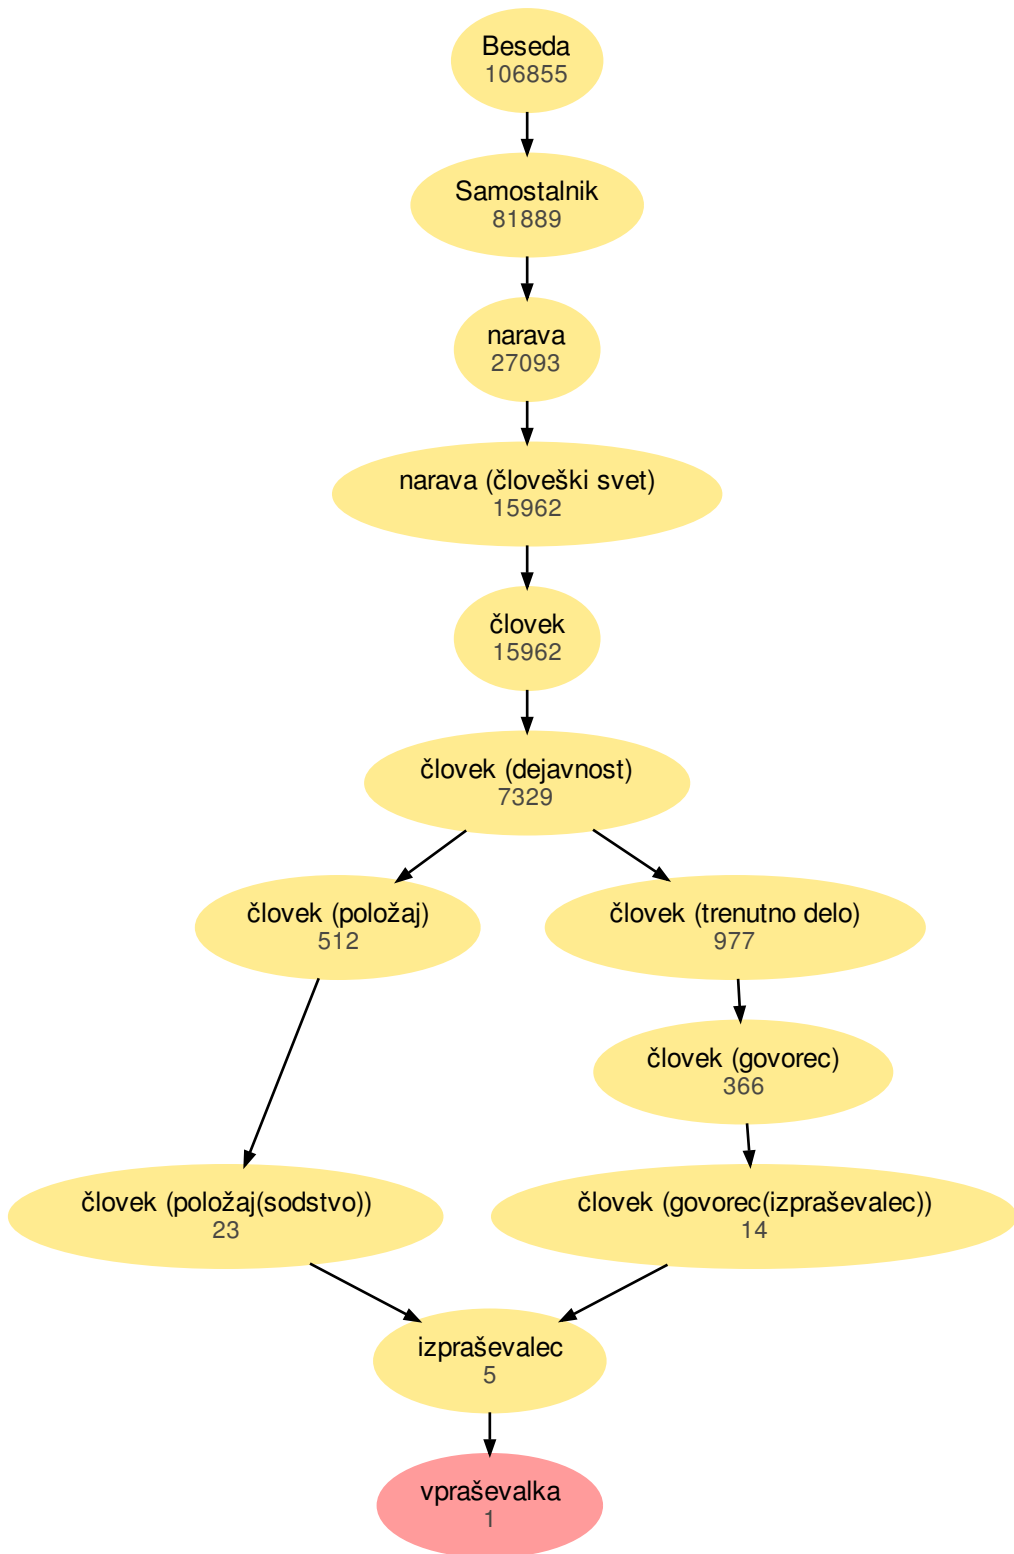 Beseda
106855
Samostalnik
81889
narava
27093
narava (človeški svet)
15962
človek
15962
človek (dejavnost)
7329
človek (položaj)
512
človek (trenutno delo)
977
človek (govorec)
366
človek (položaj(sodstvo))
23
človek (govorec(izpraševalec))
14
izpraševalec
5
vpraševalka
1